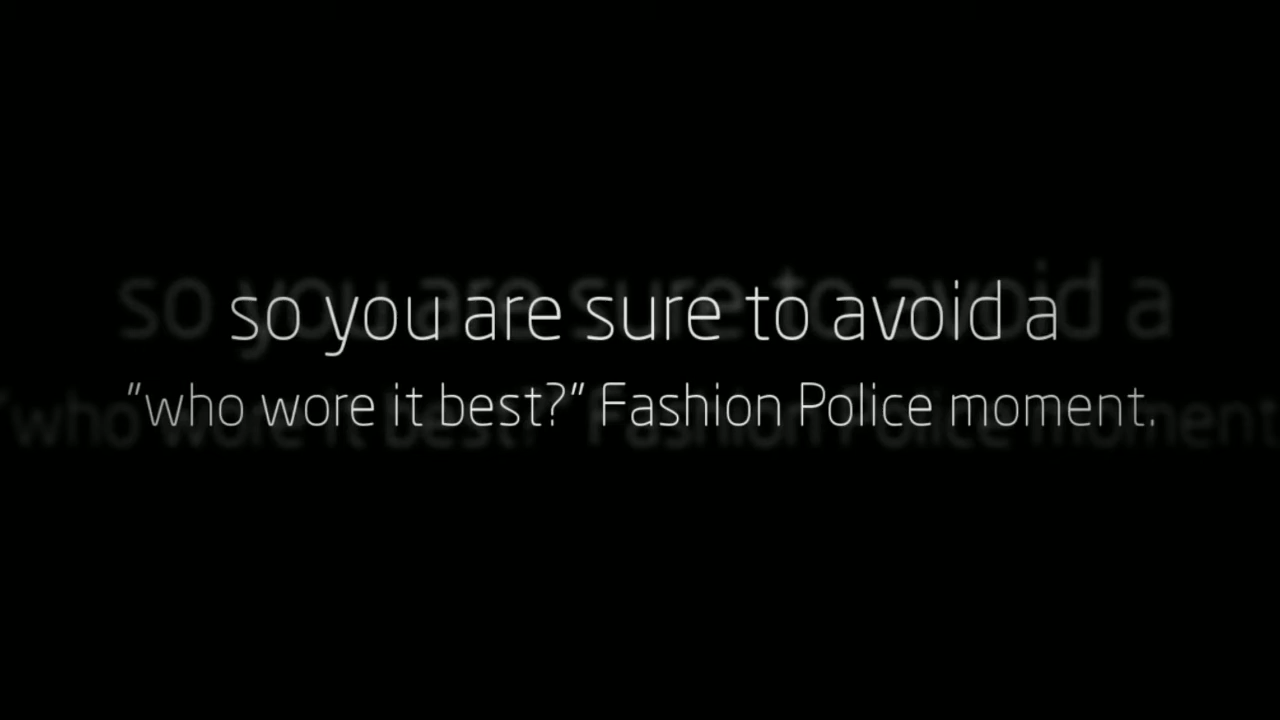 so you are sure to avoid a
"who wore it best?" Fashion Police moment.